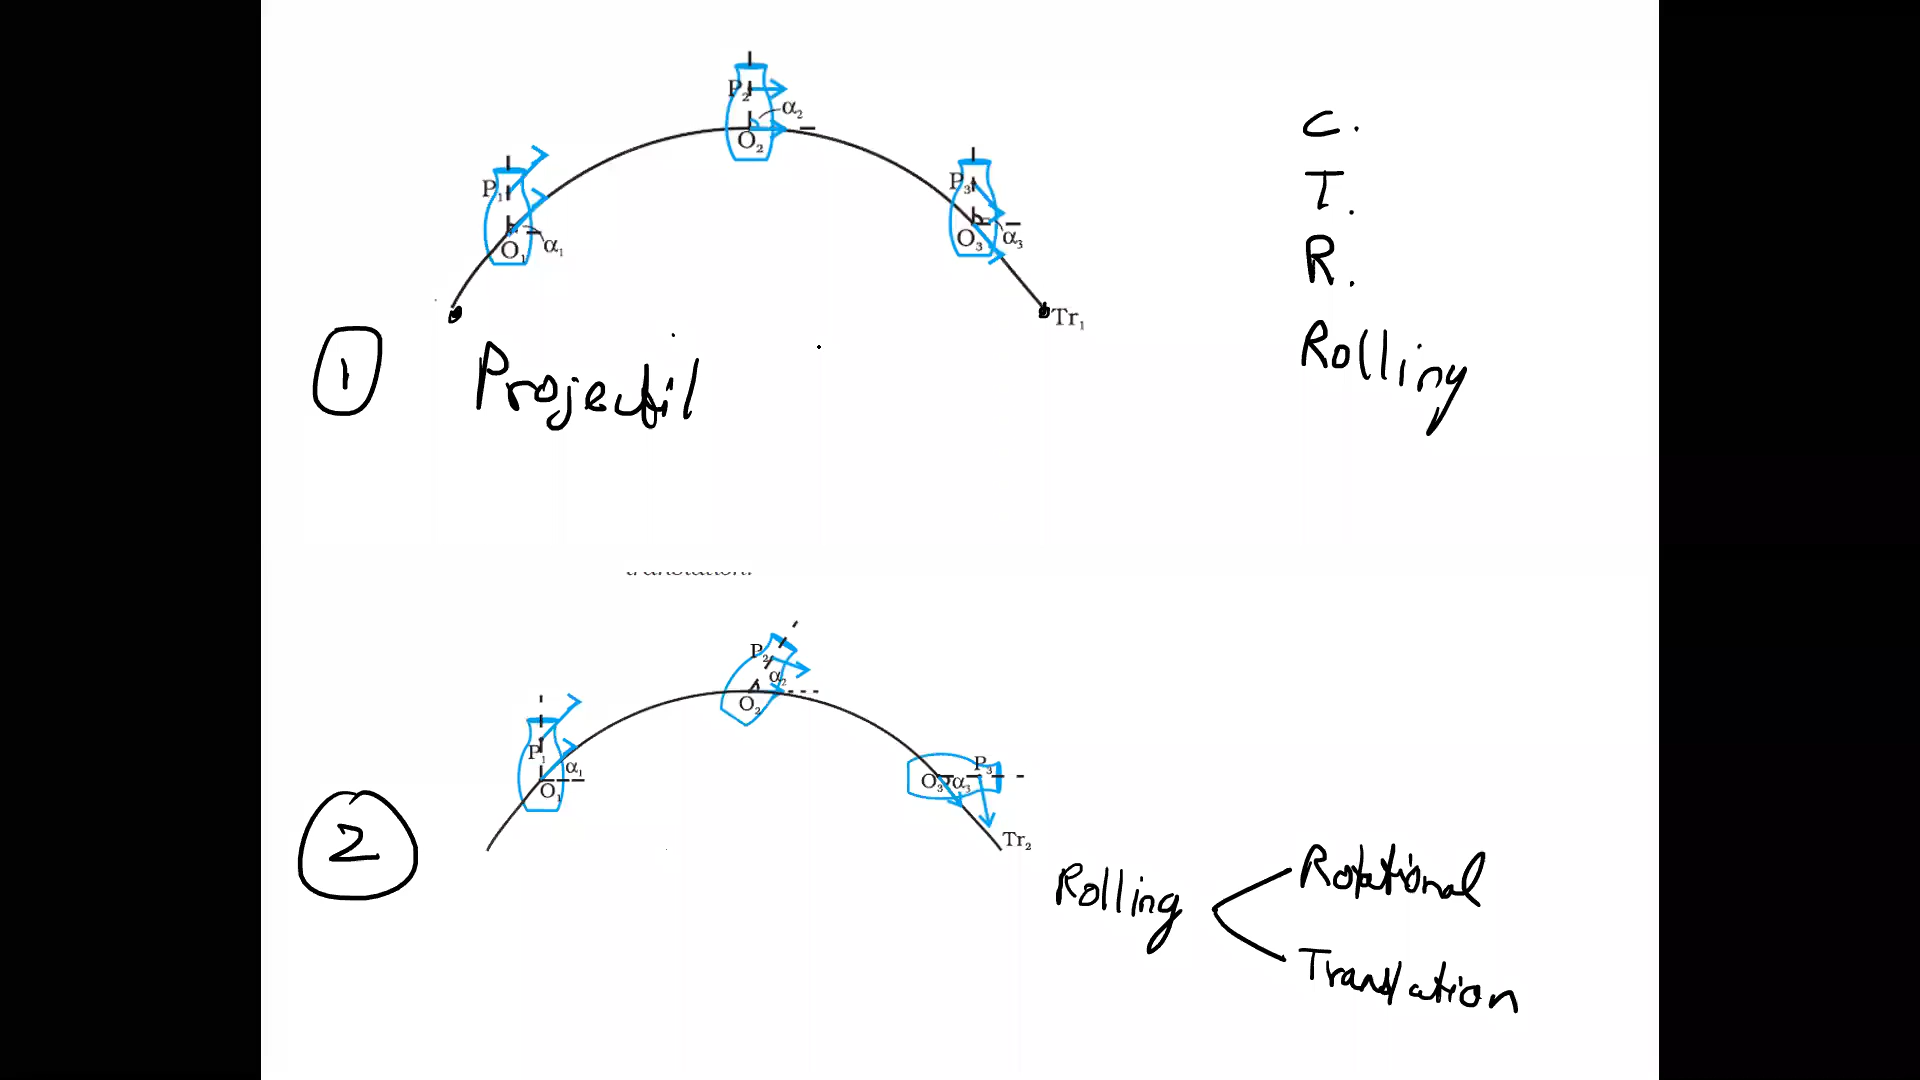 P₂
α₂
O₂
P₁
O₁
α₁
P₃
O₃
α₃
Tr₁
C.
T.
R.
Rolling
1
Projectil
translation.
P₂
α₂
O₂
P₁
α₁
O₁
P₃
O₃
α₃
Tr₂
2
Rolling
Rotational
Translation